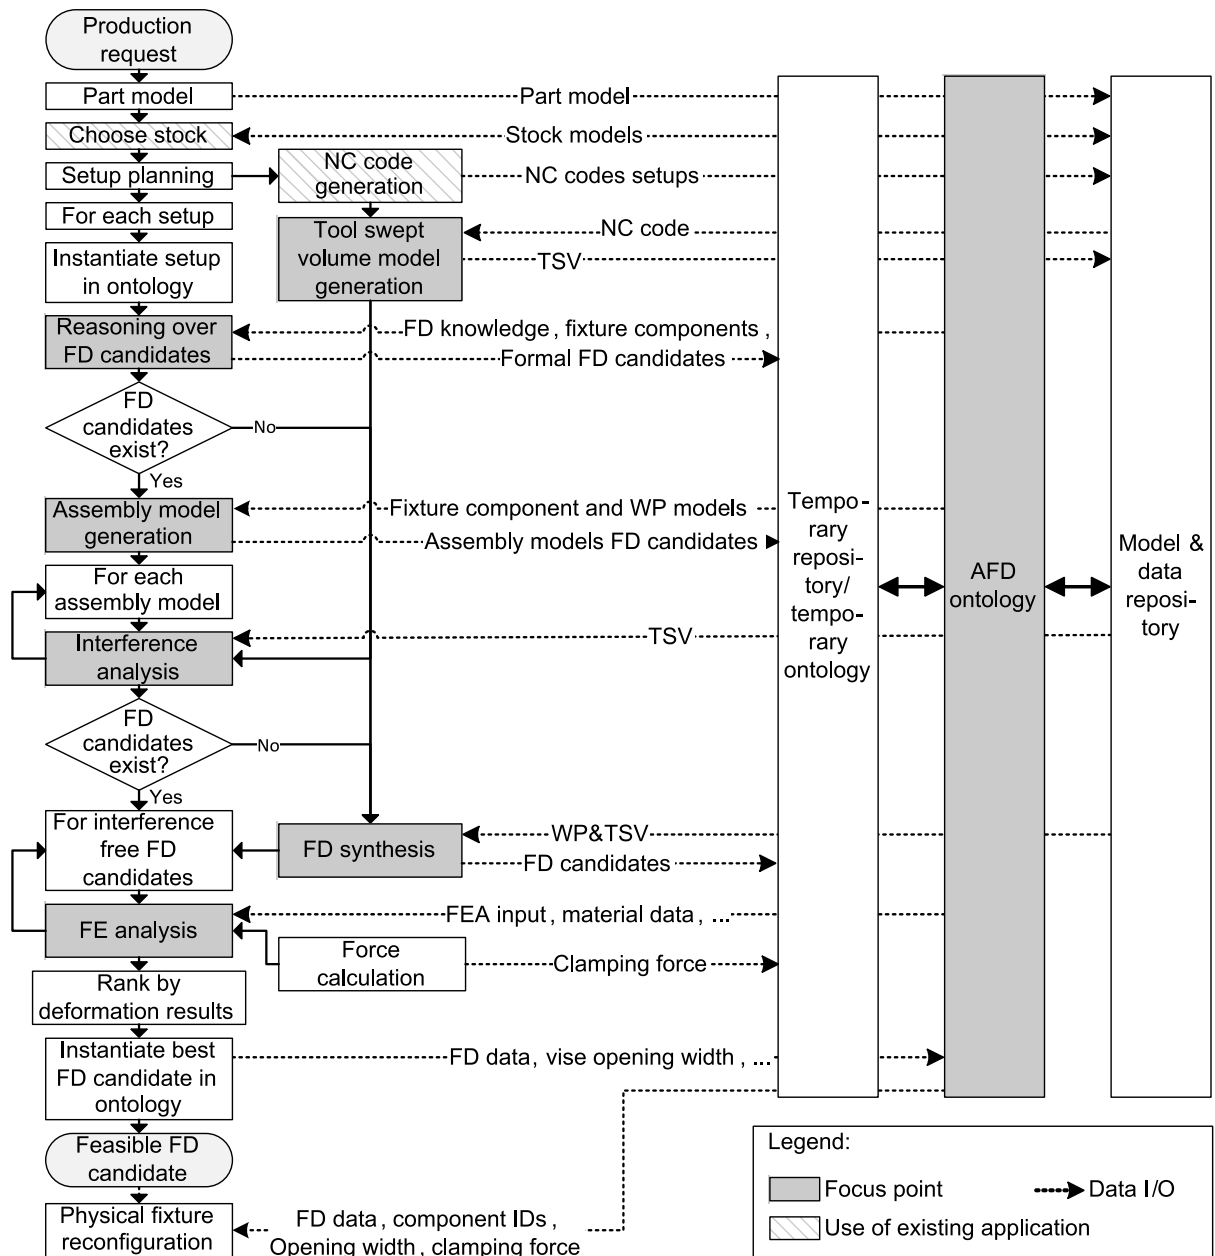 Production
request
Part model
Part model
Choose stock
Stock models
Setup planning
NC code
generation
NC codes setups
For each setup
Tool swept
volume model
generation
NC code
TSV
Instantiate setup
in ontology
Reasoning over
FD candidates
FD knowledge, fixture components,
Formal FD candidates
FD
candidates
exist?
No
Yes
Assembly model
generation
Fixture component and WP models
Assembly models FD candidates
For each
assembly model
Interference
analysis
TSV
FD
candidates
exist?
No
Yes
For interference
free FD
candidates
FD synthesis
WP&TSV
FD candidates
FE analysis
FEA input, material data, ...
Force
calculation
Clamping force
Rank by
deformation results
Instantiate best
FD candidate in
ontology
FD data, vise opening width, ...
Feasible FD
candidate
Physical fixture
reconfiguration
FD data, component IDs,
Opening width, clamping force
Tempo-
rary
reposi-
tory/
tempo-
rary
ontology
AFD
ontology
Model &
data
reposi-
tory
Legend:
Focus point
Data I/O
Use of existing application